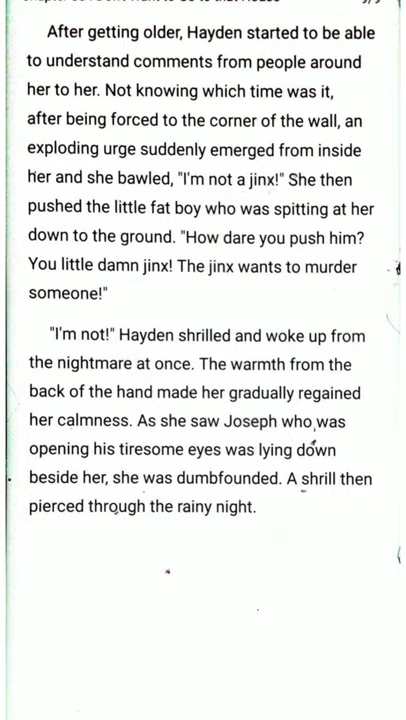 After getting older, Hayden started to be able
to understand comments from people around
her to her. Not knowing which time was it,
after being forced to the corner of the wall, an
exploding urge suddenly emerged from inside
her and she bawled, "I'm not a jinx!" She then
pushed the little fat boy who was spitting at her
down to the ground. "How dare you push him?
You little damn jinx! The jinx wants to murder
someone!"
"I'm not!" Hayden shrilled and woke up from
the nightmare at once. The warmth from the
back of the hand made her gradually regained
her calmness. As she saw Joseph who was
opening his tiresome eyes was lying down
beside her, she was dumbfounded. A shrill then
pierced through the rainy night.